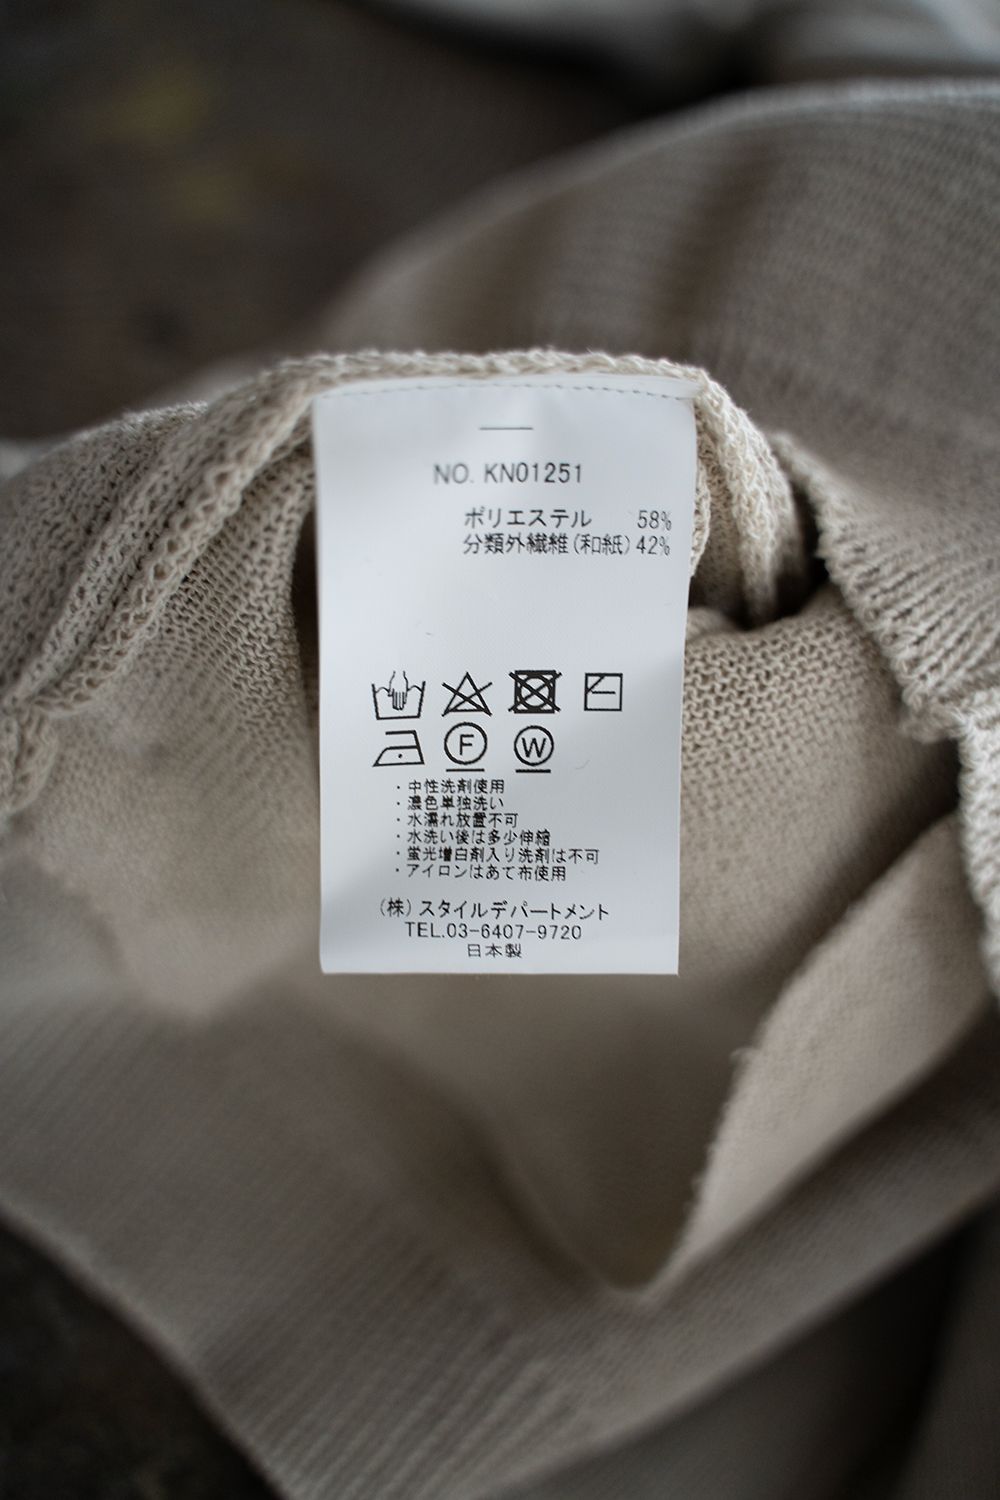 NO. KN01251
ポリエステル 58%
分類外繊維(和紙) 42%
F W
・中性洗剤使用
・濃色単独洗い
・水濡れ放置不可
・水洗い後は多少伸縮
・蛍光増白剤入り洗剤は不可
・アイロンはあて布使用
(株)スタイルデパートメント
TEL.03-6407-9720
日本製